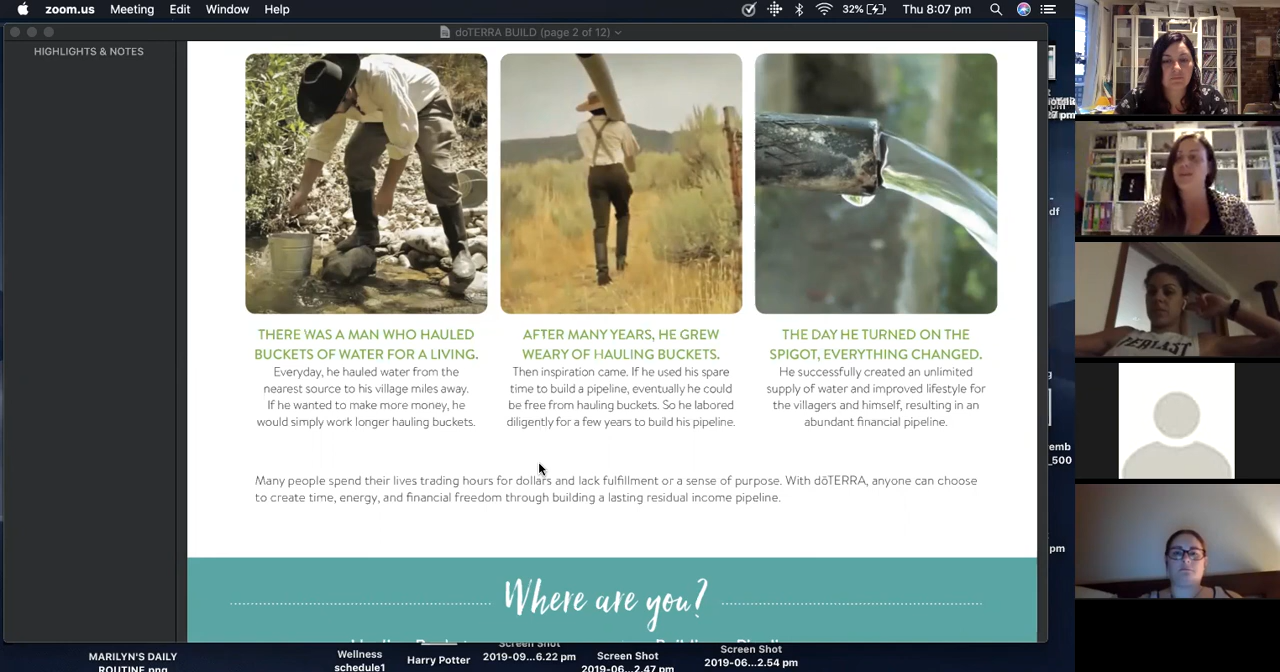 zoom.us Meeting Edit Window Help
32% Thu 8:07 pm
doTERRA BUILD (page 2 of 12)
HIGHLIGHTS & NOTES
THERE WAS A MAN WHO HAULED
BUCKETS OF WATER FOR A LIVING.
Everyday, he hauled water from the
nearest source to his village miles away.
If he wanted to make more money, he
would simply work longer hauling buckets.
AFTER MANY YEARS, HE GREW
WEARY OF HAULING BUCKETS.
Then inspiration came. If he used his spare
time to build a pipeline, eventually he could
be free from hauling buckets. So he labored
diligently for a few years to build his pipeline.
THE DAY HE TURNED ON THE
SPIGOT, EVERYTHING CHANGED.
He successfully created an unlimited
supply of water and improved lifestyle for
the villagers and himself, resulting in an
abundant financial pipeline.
Many people spend their lives trading hours for dollars and lack fulfillment or a sense of purpose. With dōTERRA, anyone can choose
to create time, energy, and financial freedom through building a lasting residual income pipeline.
Where are you?
MARILYN'S DAILY
ROUTINE.png
Wellness
schedule1
Harry Potter
Screen Shot
2019-09...6.22 pm
2019-06...2.47 pm
Screen Shot
2019-06...2.54 pm
EVERLAST